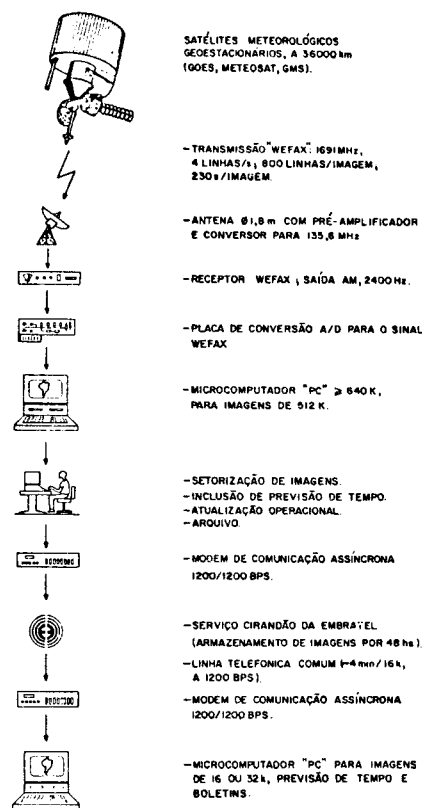 SATÉLITES METEOROLÓGICOS
GEOESTACIONÁRIOS, A 36000 km
(GOES, METEOSAT, GMS).
-TRANSMISSÃO "WEFAX": 1691 MHz,
4 LINHAS/s; 800 LINHAS/IMAGEM,
230 s/IMAGEM.
-ANTENA Ø1,8 m COM PRÉ-AMPLIFICADOR
E CONVERSOR PARA 135,6 MHz
-RECEPTOR WEFAX; SAÍDA AM, 2400 Hz.
-PLACA DE CONVERSÃO A/D PARA O SINAL
WEFAX
-MICROCOMPUTADOR "PC" ≥ 640 K,
PARA IMAGENS DE 512 K.
-SETORIZAÇÃO DE IMAGENS.
-INCLUSÃO DE PREVISÃO DE TEMPO.
-ATUALIZAÇÃO OPERACIONAL.
-ARQUIVO.
-MODEM DE COMUNICAÇÃO ASSÍNCRONA
1200/1200 BPS.
-SERVIÇO CIRANDÃO DA EMBRATEL
(ARMAZENAMENTO DE IMAGENS POR 48 hs)
-LINHA TELEFONICA COMUM (~4 min/16k,
A 1200 BPS).
-MODEM DE COMUNICAÇÃO ASSÍNCRONA
1200/1200 BPS.
-MICROCOMPUTADOR "PC" PARA IMAGENS
DE 16 OU 32k, PREVISÃO DE TEMPO E
BOLETINS.